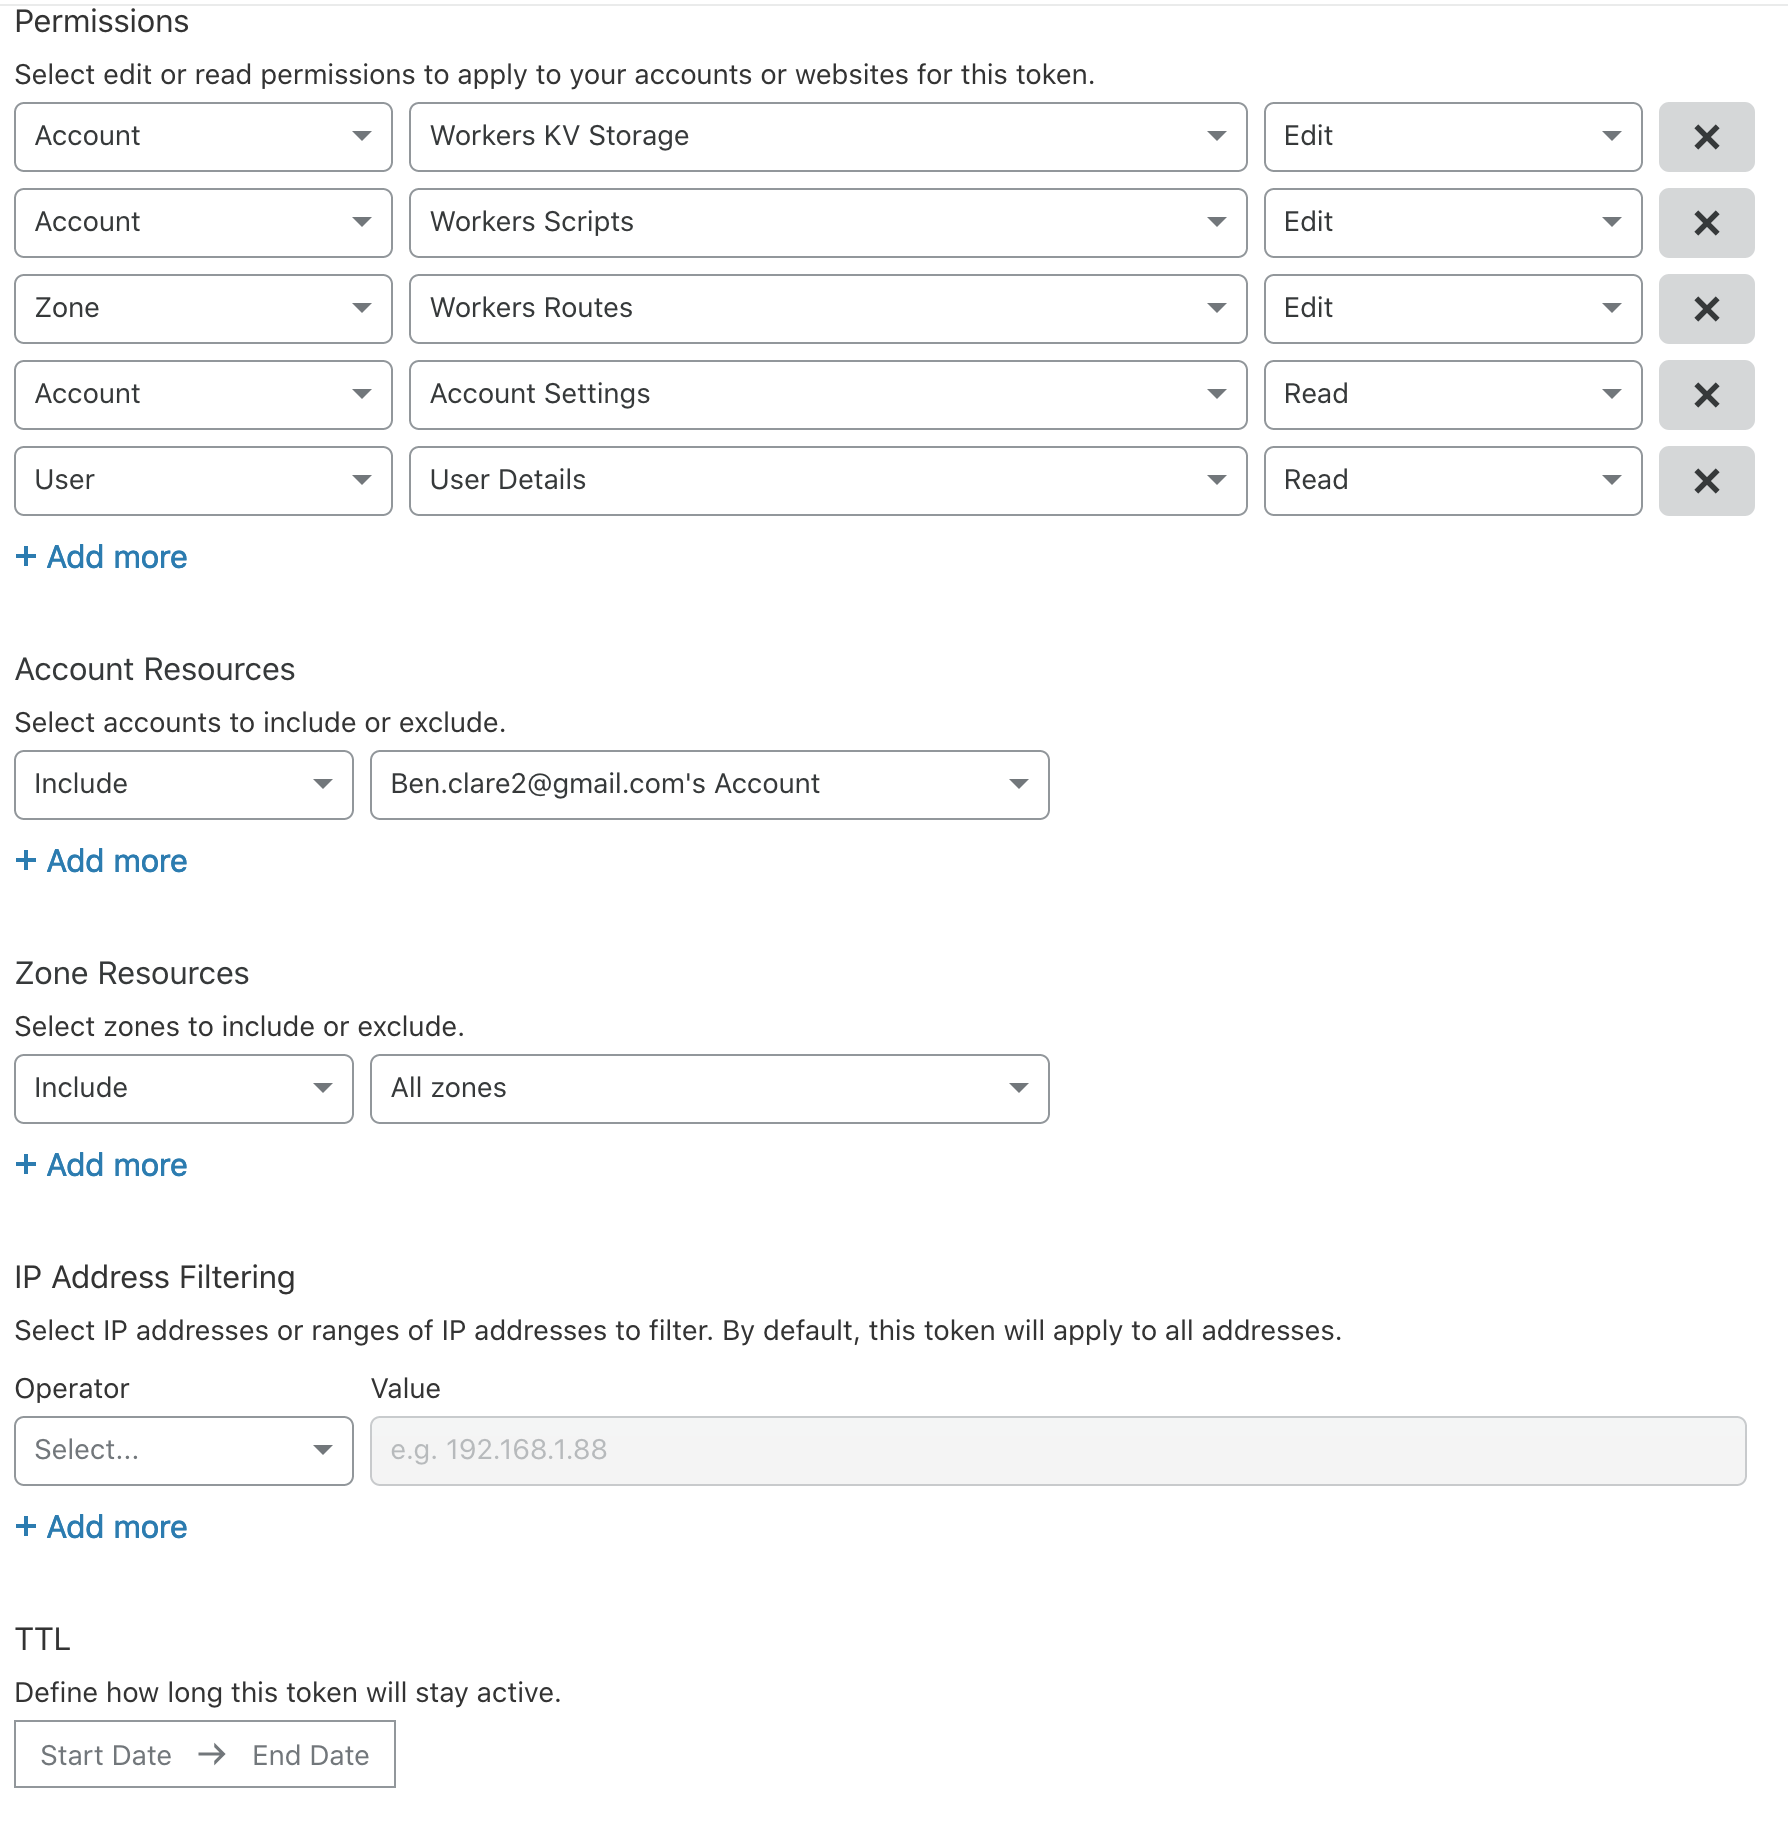 Permissions
Select edit or read permissions to apply to your accounts or websites for this token.
Account Workers KV Storage Edit
Account Workers Scripts Edit
Zone Workers Routes Edit
Account Account Settings Read
User User Details Read
+ Add more
Account Resources
Select accounts to include or exclude.
Include Ben.clare2@gmail.com's Account
+ Add more
Zone Resources
Select zones to include or exclude.
Include All zones
+ Add more
IP Address Filtering
Select IP addresses or ranges of IP addresses to filter. By default, this token will apply to all addresses.
Operator Value
Select... e.g. 192.168.1.88
+ Add more
TTL
Define how long this token will stay active.
Start Date → End Date